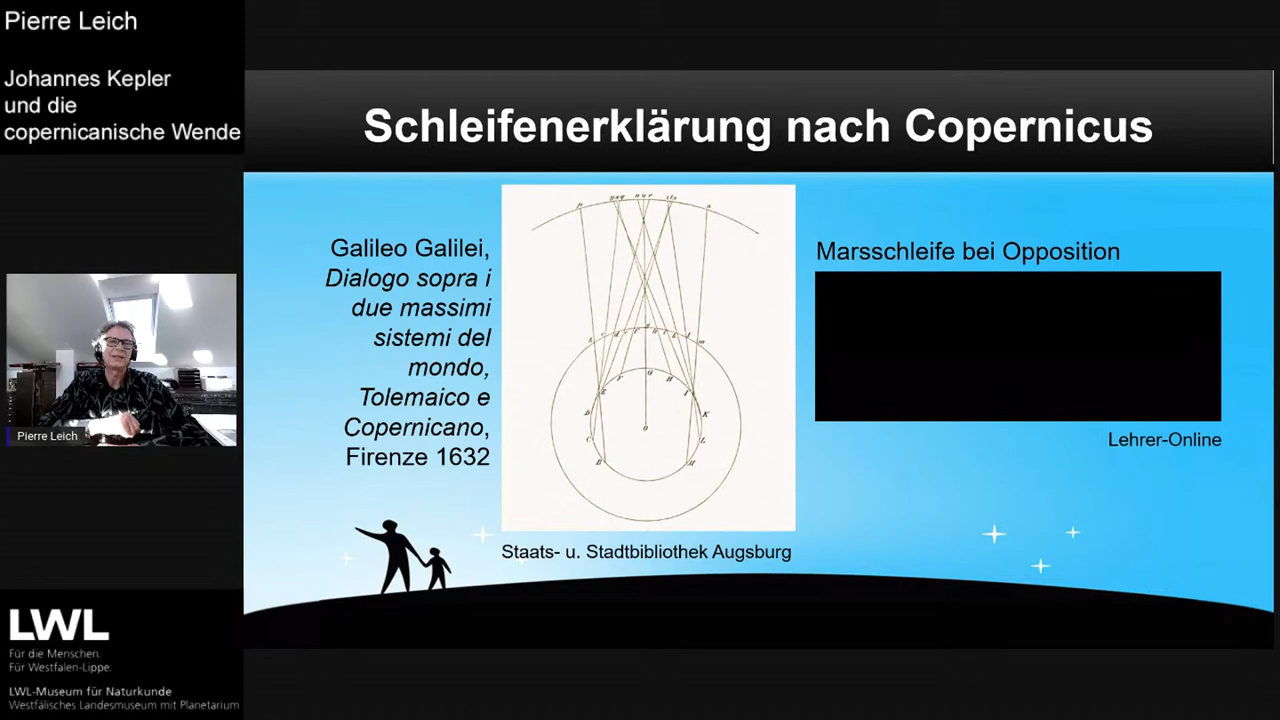 Pierre Leich
Johannes Kepler
und die
copernicanische Wende
Schleifenerklärung nach Copernicus
Galileo Galilei,
Dialogo sopra i
due massimi
sistemi del
mondo,
Tolemaico e
Copernicano,
Firenze 1632
Staats- u. Stadtbibliothek Augsburg
Marsschleife bei Opposition
Lehrer-Online
Pierre Leich
LWL
Für die Menschen.
Für Westfalen-Lippe.
LWL-Museum für Naturkunde
Westfälisches Landesmuseum mit Planetarium